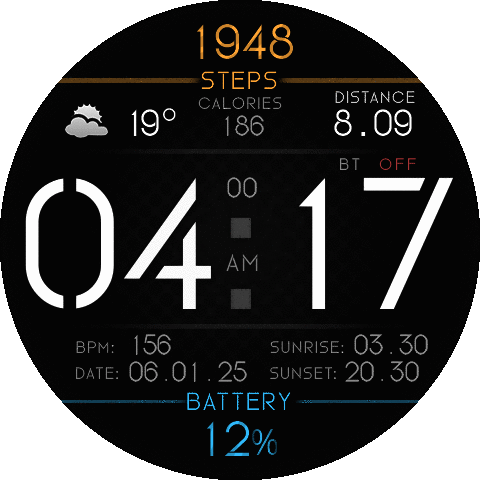 1948
STEPS
CALORIES
DISTANCE
19° 186 8.09
BT OFF
04 00 17
AM
BPM: 156 SUNRISE: 03.30
DATE: 06.01.25 SUNSET: 20.30
BATTERY
12%